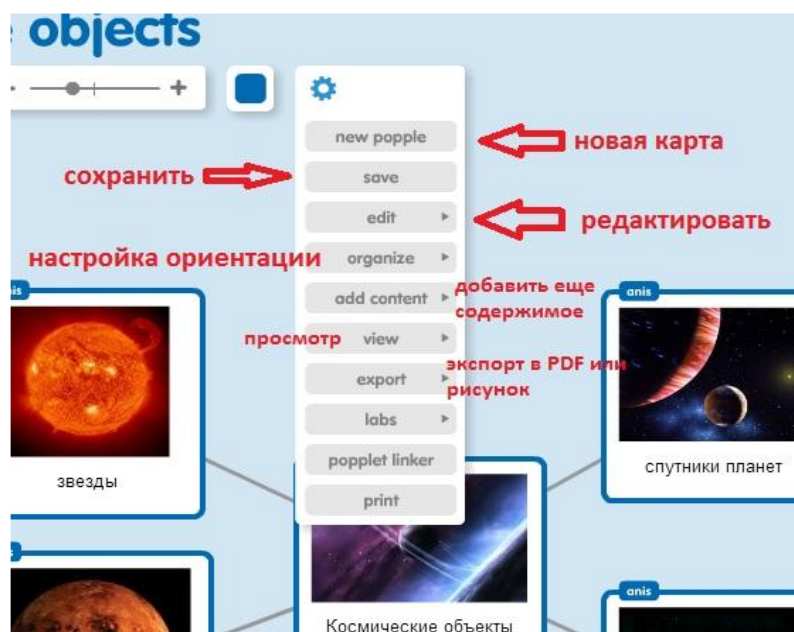 objects
- +
new popple
новая карта
сохранить
save
edit
редактировать
настройка ориентации
organize
add content
добавить еще
содержимое
просмотр
view
export
экспорт в PDF или
рисунок
labs
popplet linker
print
anis
звезды
anis
спутники планет
Космические объекты
anis